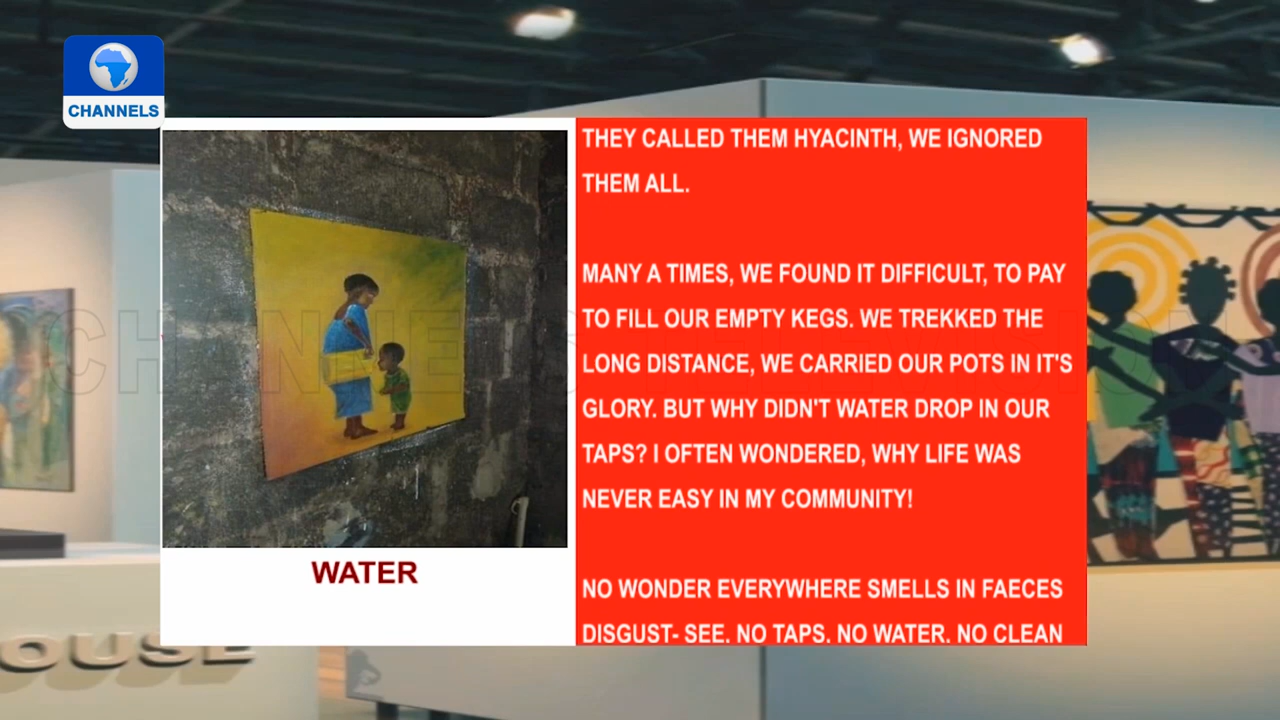 CHANNELS
THEY CALLED THEM HYACINTH, WE IGNORED
THEM ALL.
MANY A TIMES, WE FOUND IT DIFFICULT, TO PAY
TO FILL OUR EMPTY KEGS. WE TREKKED THE
LONG DISTANCE, WE CARRIED OUR POTS IN IT'S
GLORY. BUT WHY DIDN'T WATER DROP IN OUR
TAPS? I OFTEN WONDERED, WHY LIFE WAS
NEVER EASY IN MY COMMUNITY!
NO WONDER EVERYWHERE SMELLS IN FAECES
DISGUST- SEE. NO TAPS. NO WATER. NO CLEAN
WATER
CHANNELS TELEVISION
OUSE